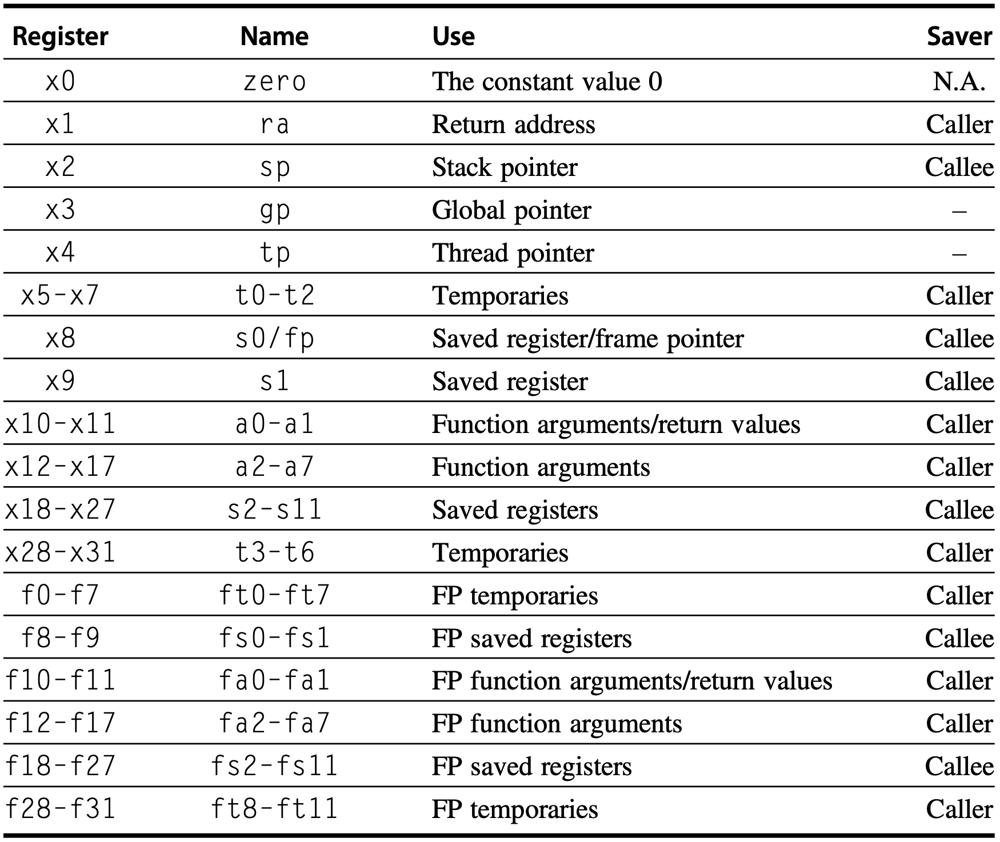 Register Name Use Saver
x0 zero The constant value 0 N.A.
x1 ra Return address Caller
x2 sp Stack pointer Callee
x3 gp Global pointer –
x4 tp Thread pointer –
x5-x7 t0-t2 Temporaries Caller
x8 s0/fp Saved register/frame pointer Callee
x9 s1 Saved register Callee
x10-x11 a0-a1 Function arguments/return values Caller
x12-x17 a2-a7 Function arguments Caller
x18-x27 s2-s11 Saved registers Callee
x28-x31 t3-t6 Temporaries Caller
f0-f7 ft0-ft7 FP temporaries Caller
f8-f9 fs0-fs1 FP saved registers Callee
f10-f11 fa0-fa1 FP function arguments/return values Caller
f12-f17 fa2-fa7 FP function arguments Caller
f18-f27 fs2-fs11 FP saved registers Callee
f28-f31 ft8-ft11 FP temporaries Caller